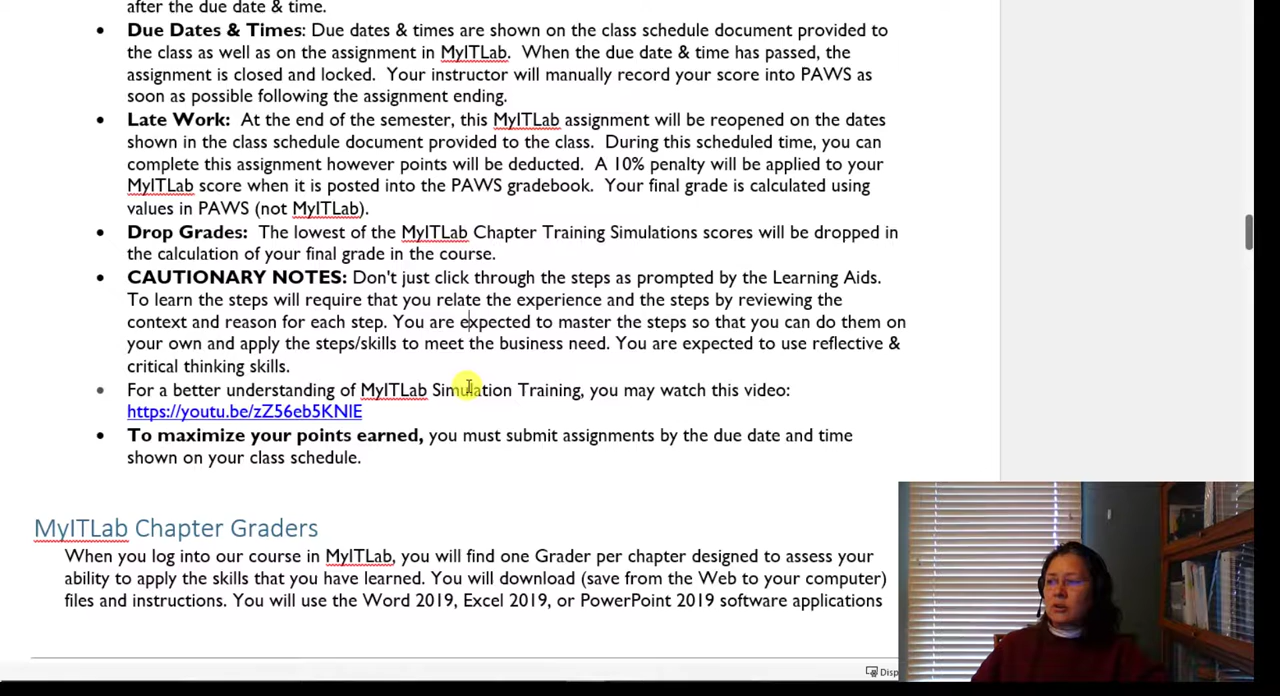 after the due date & time.
• Due Dates & Times: Due dates & times are shown on the class schedule document provided to
the class as well as on the assignment in MyITLab. When the due date & time has passed, the
assignment is closed and locked. Your instructor will manually record your score into PAWS as
soon as possible following the assignment ending.
• Late Work: At the end of the semester, this MyITLab assignment will be reopened on the dates
shown in the class schedule document provided to the class. During this scheduled time, you can
complete this assignment however points will be deducted. A 10% penalty will be applied to your
MyITLab score when it is posted into the PAWS gradebook. Your final grade is calculated using
values in PAWS (not MyITLab).
• Drop Grades: The lowest of the MyITLab Chapter Training Simulations scores will be dropped in
the calculation of your final grade in the course.
• CAUTIONARY NOTES: Don't just click through the steps as prompted by the Learning Aids.
To learn the steps will require that you relate the experience and the steps by reviewing the
context and reason for each step. You are expected to master the steps so that you can do them on
your own and apply the steps/skills to meet the business need. You are expected to use reflective &
critical thinking skills.
• For a better understanding of MyITLab Simulation Training, you may watch this video:
https://youtu.be/zZ56eb5KNIE
• To maximize your points earned, you must submit assignments by the due date and time
shown on your class schedule.
MyITLab Chapter Graders
When you log into our course in MyITLab, you will find one Grader per chapter designed to assess your
ability to apply the skills that you have learned. You will download (save from the Web to your computer)
files and instructions. You will use the Word 2019, Excel 2019, or PowerPoint 2019 software applications
Disp